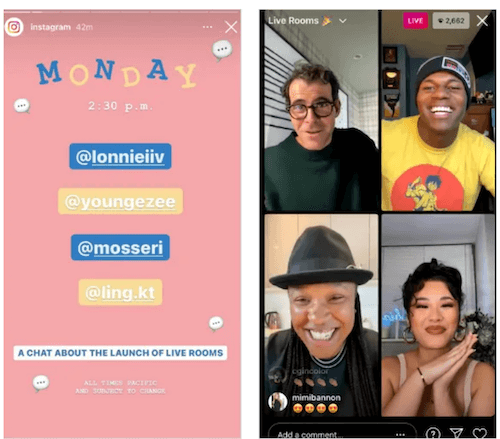 instagram 42m
MONDAY
2:30 p.m.
@lonnieiiv
@youngezee
@mosseri
@ling.kt
A CHAT ABOUT THE LAUNCH OF LIVE ROOMS
ALL TIMES PACIFIC
AND SUBJECT TO CHANGE
Live Rooms
LIVE
2,662
mimibannon
Add a comment...